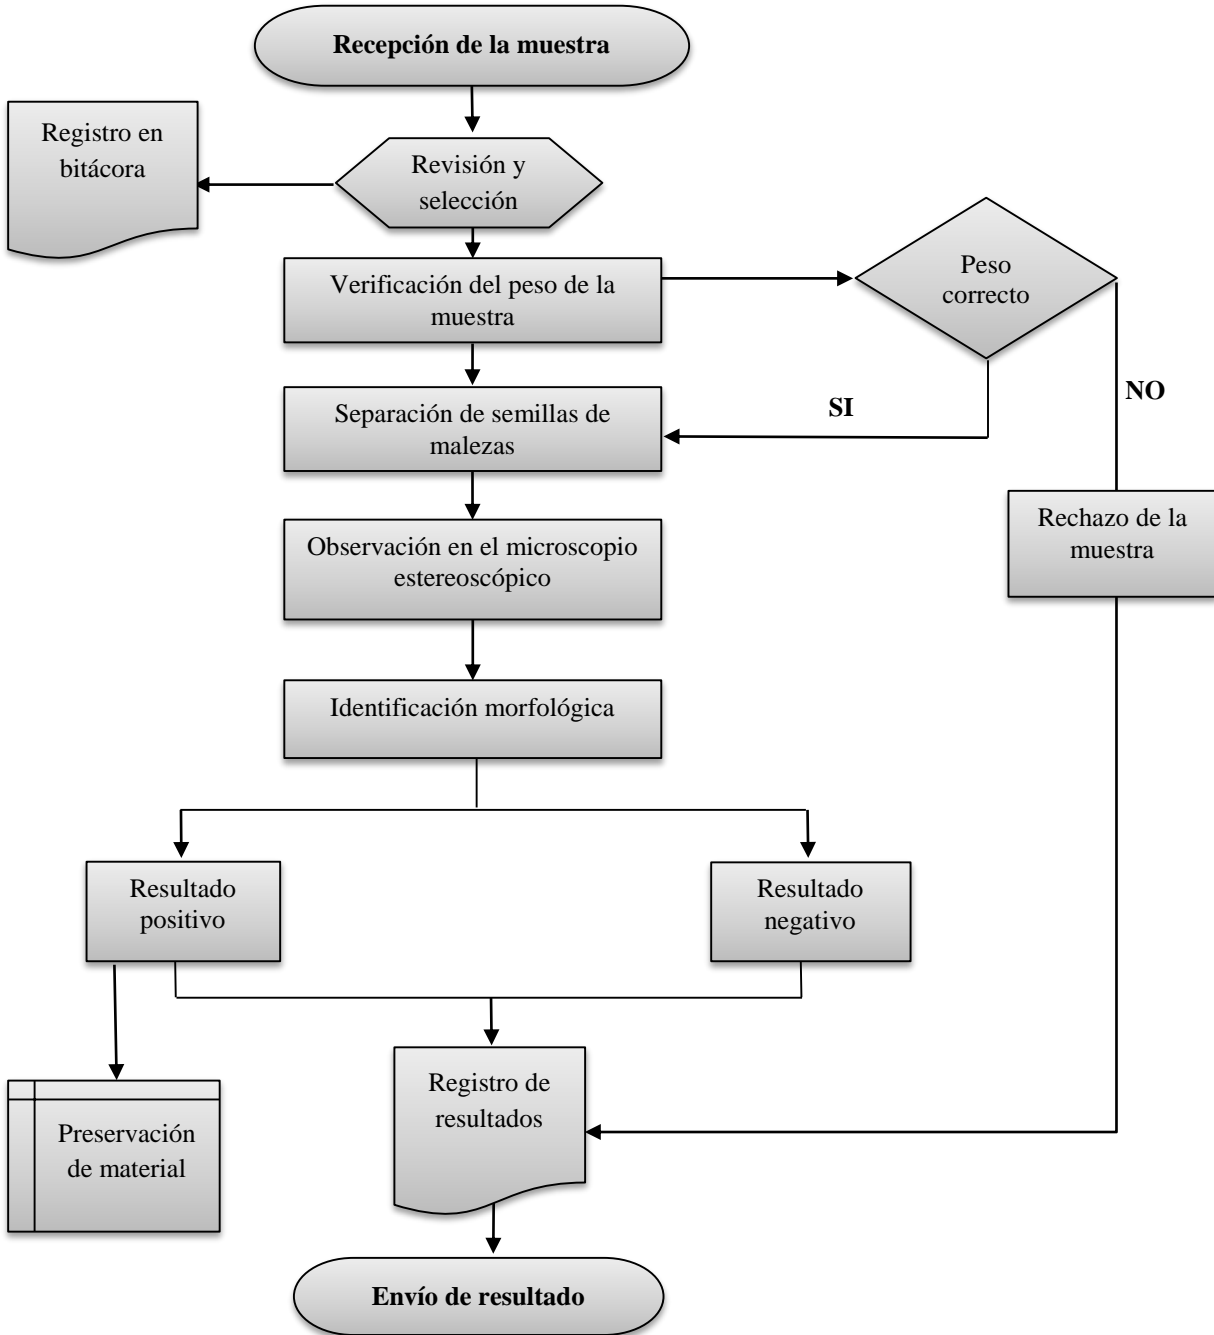 Recepción de la muestra
Registro en
bitácora
Revisión y
selección
Verificación del peso de la
muestra
Peso
correcto
SI
NO
Separación de semillas de
malezas
Rechazo de la
muestra
Observación en el microscopio
estereoscópico
Identificación morfológica
Resultado
positivo
Resultado
negativo
Registro de
resultados
Preservación
de material
Envío de resultado